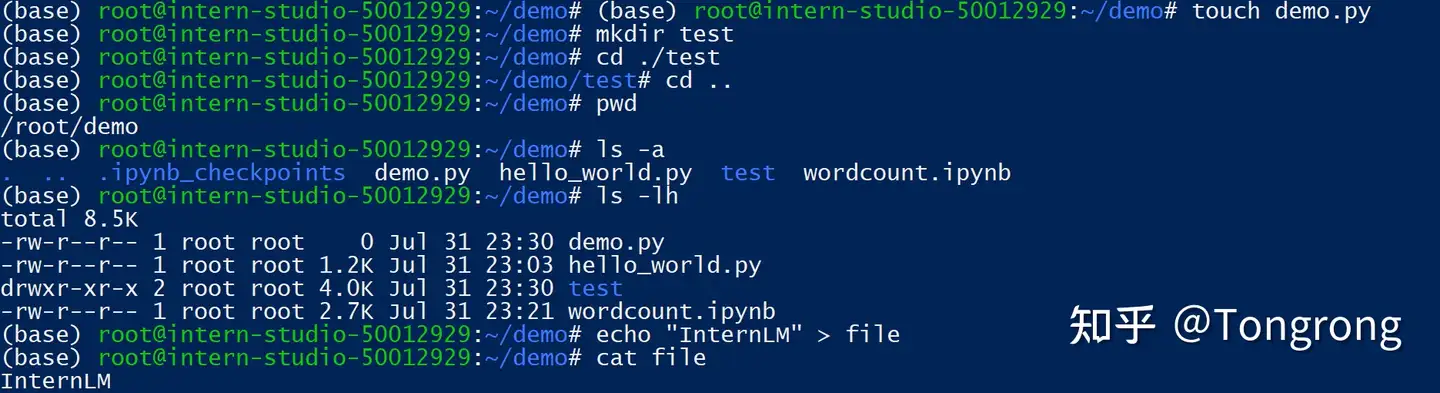 (base) root@intern-studio-50012929:~/demo# (base) root@intern-studio-50012929:~/demo# touch demo.py
(base) root@intern-studio-50012929:~/demo# mkdir test
(base) root@intern-studio-50012929:~/demo# cd ./test
(base) root@intern-studio-50012929:~/demo/test# cd ..
(base) root@intern-studio-50012929:~/demo# pwd
/root/demo
(base) root@intern-studio-50012929:~/demo# ls -a
.  ..  .ipynb_checkpoints  demo.py  hello_world.py  test  wordcount.ipynb
(base) root@intern-studio-50012929:~/demo# ls -lh
total 8.5K
-rw-r--r-- 1 root root    0 Jul 31 23:30 demo.py
-rw-r--r-- 1 root root 1.2K Jul 31 23:03 hello_world.py
drwxr-xr-x 2 root root 4.0K Jul 31 23:30 test
-rw-r--r-- 1 root root 2.7K Jul 31 23:21 wordcount.ipynb
(base) root@intern-studio-50012929:~/demo# echo "InternLM" > file
(base) root@intern-studio-50012929:~/demo# cat file
InternLM
知乎 @Tongrong